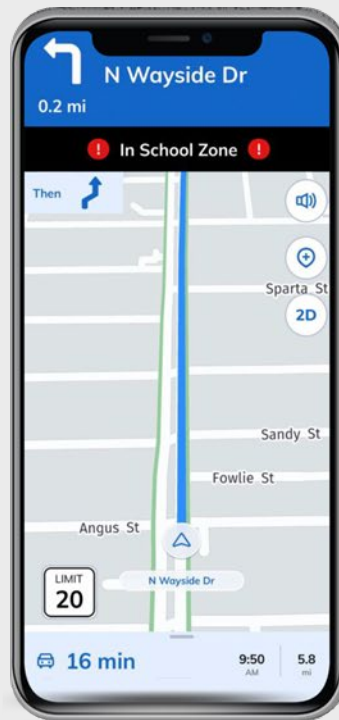 N Wayside Dr
0.2 mi
! In School Zone !
Then
Sparta St
2D
Sandy St
Fowlie St
Angus St
N Wayside Dr
LIMIT
20
16 min
9:50
AM
5.8
mi